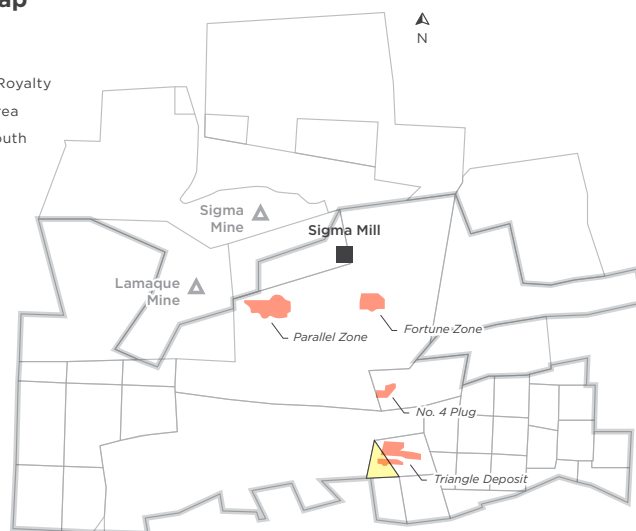 ap
N
Royalty
rea
outh
Sigma
Mine
Sigma Mill
Lamaque
Mine
Parallel Zone
Fortune Zone
No. 4 Plug
Triangle Deposit